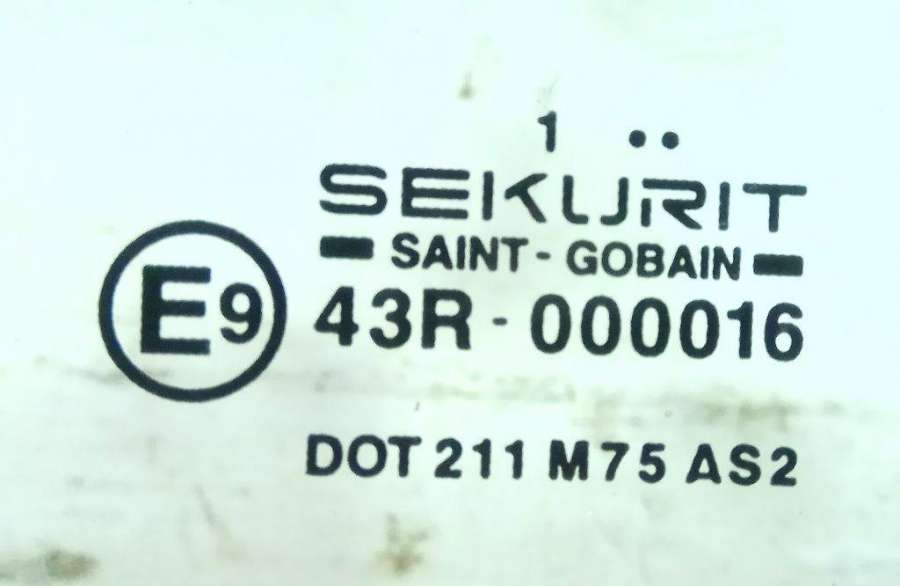 1 ••
SEKURIT
SAINT-GOBAIN
E9
43R-000016
DOT 211 M75 AS2